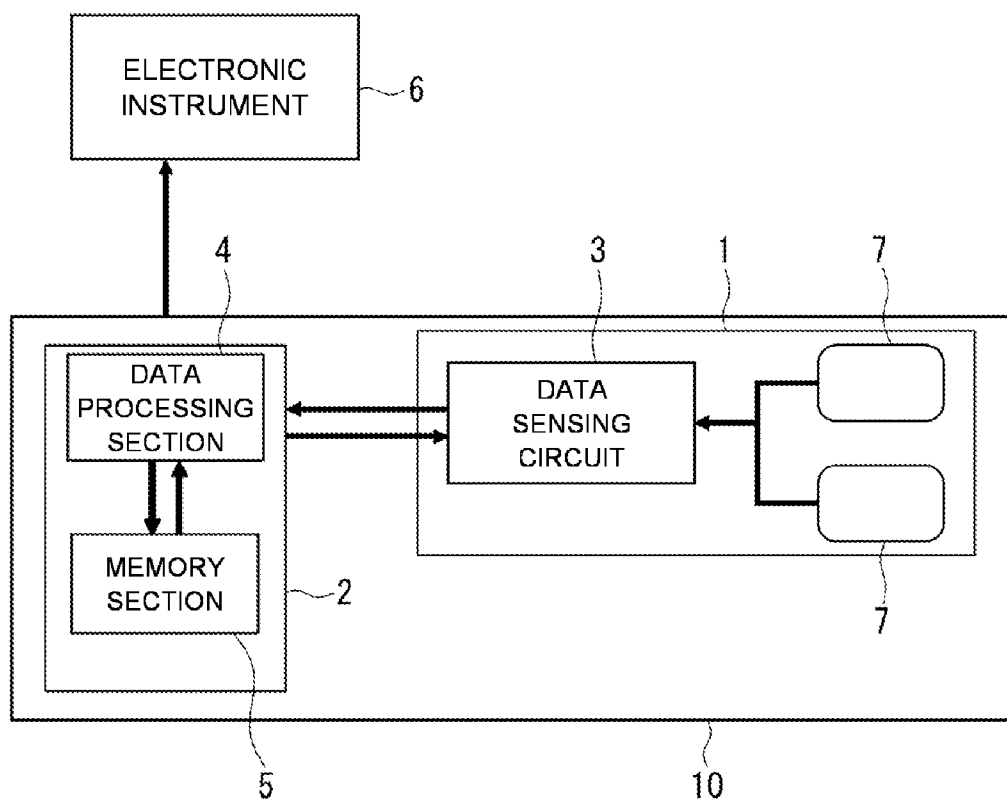 ELECTRONIC
INSTRUMENT
6
4
3
1
7
DATA
PROCESSING
SECTION
DATA
SENSING
CIRCUIT
MEMORY
SECTION
2
7
5
10